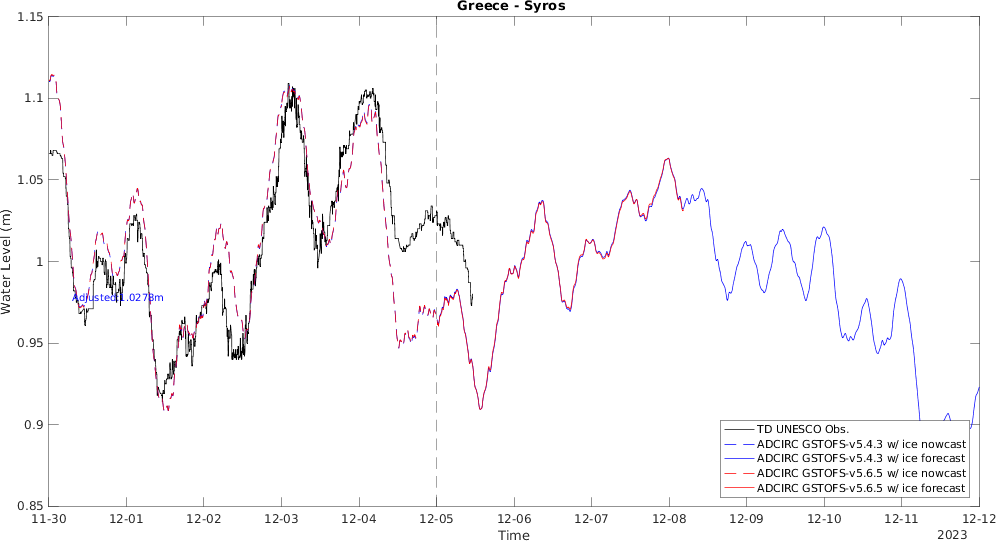 Greece - Syros
1.15
1.1
1.05
1
0.95
0.9
0.85
Water Level (m)
Adjusted:1.0278m
TD UNESCO Obs.
ADCIRC GSTOFS-v5.4.3 w/ ice nowcast
ADCIRC GSTOFS-v5.4.3 w/ ice forecast
ADCIRC GSTOFS-v5.6.5 w/ ice nowcast
ADCIRC GSTOFS-v5.6.5 w/ ice forecast
11-30 12-01 12-02 12-03 12-04 12-05 12-06 12-07 12-08 12-09 12-10 12-11 12-12
Time
2023